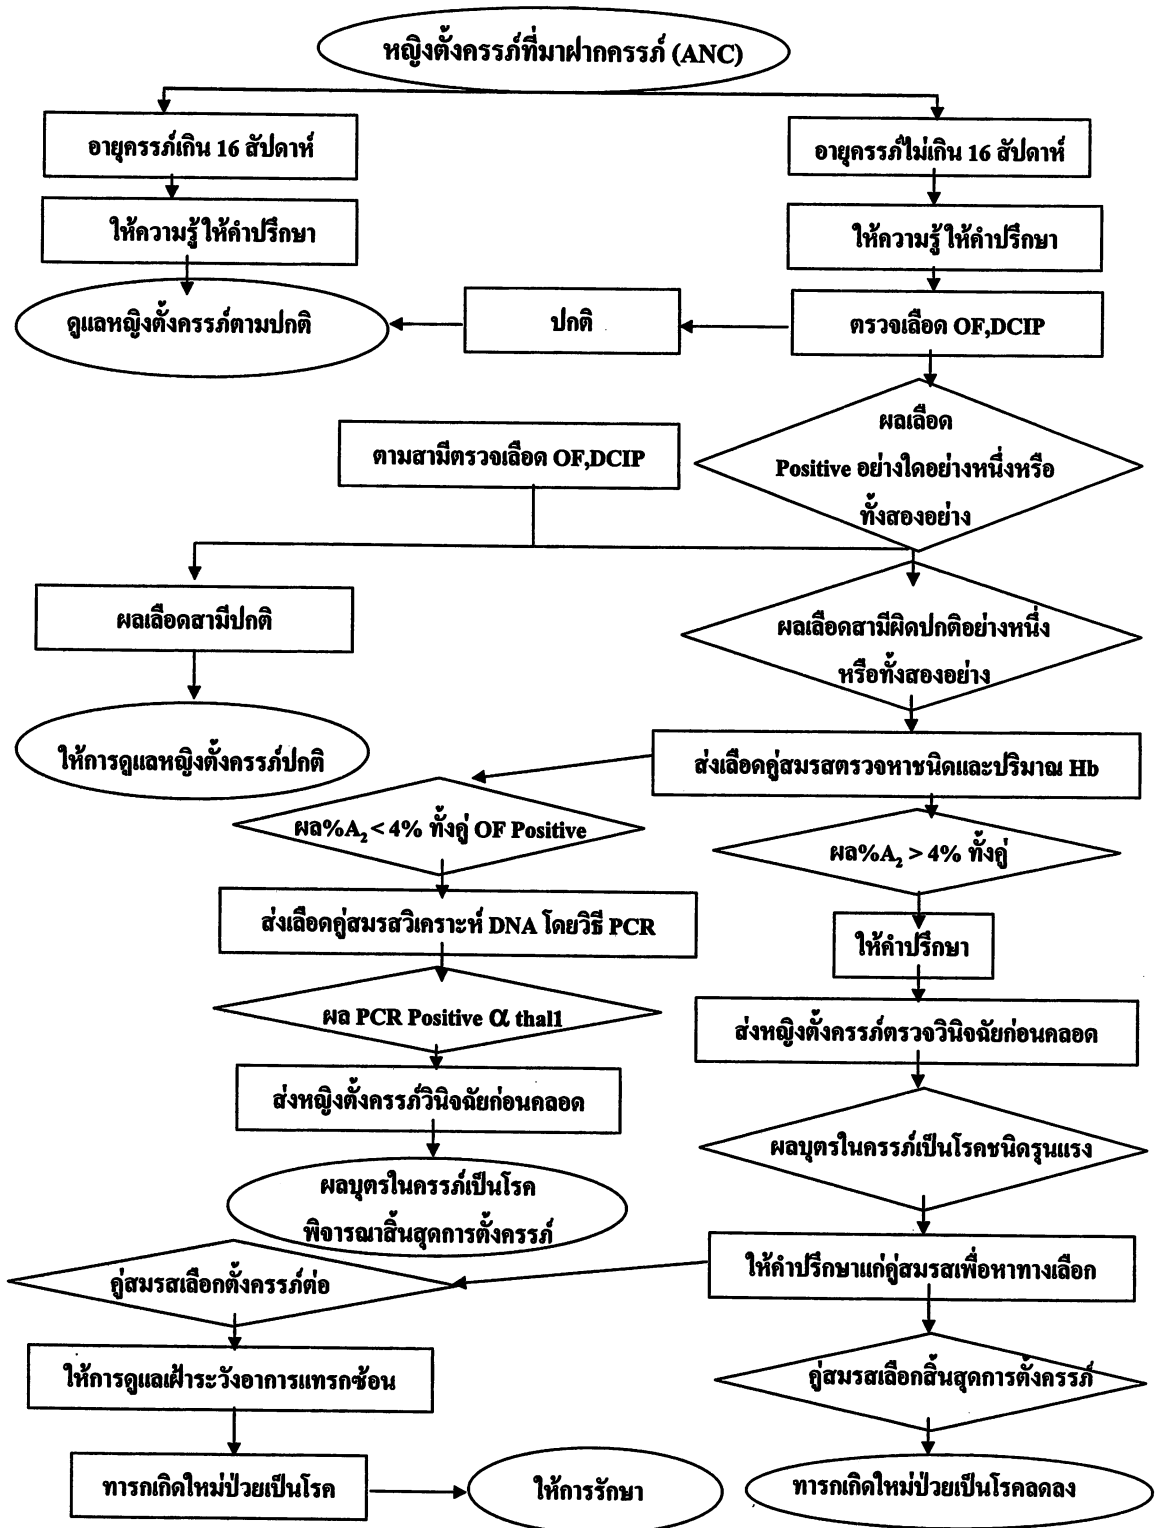 หญิงตั้งครรภ์ที่มาฝากครรภ์ (ANC)
อายุครรภ์เกิน 16 สัปดาห์
อายุครรภ์ไม่เกิน 16 สัปดาห์
ให้ความรู้ ให้คำปรึกษา
ให้ความรู้ ให้คำปรึกษา
ดูแลหญิงตั้งครรภ์ตามปกติ
ปกติ
ตรวจเลือด OF,DCIP
ผลเลือด
Positive อย่างใดอย่างหนึ่งหรือ
ทั้งสองอย่าง
ตามสามีตรวจเลือด OF,DCIP
ผลเลือดสามีปกติ
ผลเลือดสามีผิดปกติอย่างหนึ่ง
หรือทั้งสองอย่าง
ให้การดูแลหญิงตั้งครรภ์ปกติ
ส่งเลือดคู่สมรสตรวจหาชนิดและปริมาณ Hb
ผล%A₂ < 4% ทั้งคู่ OF Positive
ผล%A₂ > 4% ทั้งคู่
ส่งเลือดคู่สมรสวิเคราะห์ DNA โดยวิธี PCR
ให้คำปรึกษา
ผล PCR Positive α thal1
ส่งหญิงตั้งครรภ์ตรวจวินิจฉัยก่อนคลอด
ส่งหญิงตั้งครรภ์วินิจฉัยก่อนคลอด
ผลบุตรในครรภ์เป็นโรคชนิดรุนแรง
ผลบุตรในครรภ์เป็นโรค
พิจารณาสิ้นสุดการตั้งครรภ์
ให้คำปรึกษาแก่คู่สมรสเพื่อหาทางเลือก
คู่สมรสเลือกตั้งครรภ์ต่อ
ให้การดูแลเฝ้าระวังอาการแทรกซ้อน
คู่สมรสเลือกสิ้นสุดการตั้งครรภ์
ทารกเกิดใหม่ป่วยเป็นโรค
ให้การรักษา
ทารกเกิดใหม่ป่วยเป็นโรคลดลง